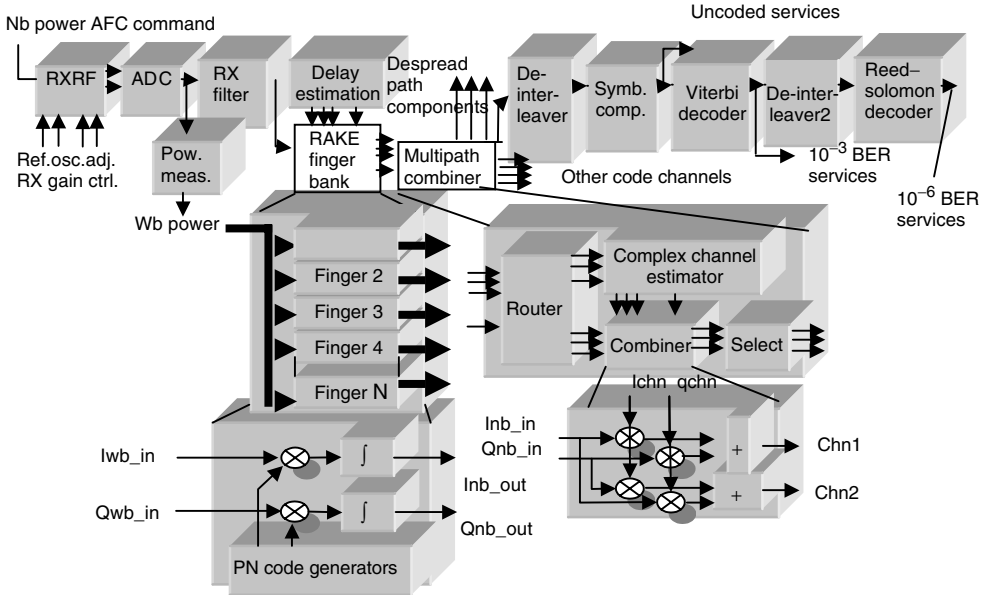 Uncoded services
Nb power AFC command
RXRF
ADC
RX
filter
Delay
estimation
Despread
path
components
De-
inter-
leaver
Symb.
comp.
Viterbi
decoder
De-inter
leaver2
Reed–
solomon
decoder
Ref.osc.adj.
RX gain ctrl.
Pow.
meas.
RAKE
finger
bank
Multipath
combiner
Other code channels
10⁻³ BER
services
10⁻⁶ BER
services
Wb power
Finger 2
Finger 3
Finger 4
Finger N
Router
Complex channel
estimator
Combiner
Select
Ichn qchn
Inb_in
Qnb_in
+
+
Chn1
Chn2
Iwb_in
Qwb_in
∫
∫
Inb_out
Qnb_out
PN code generators